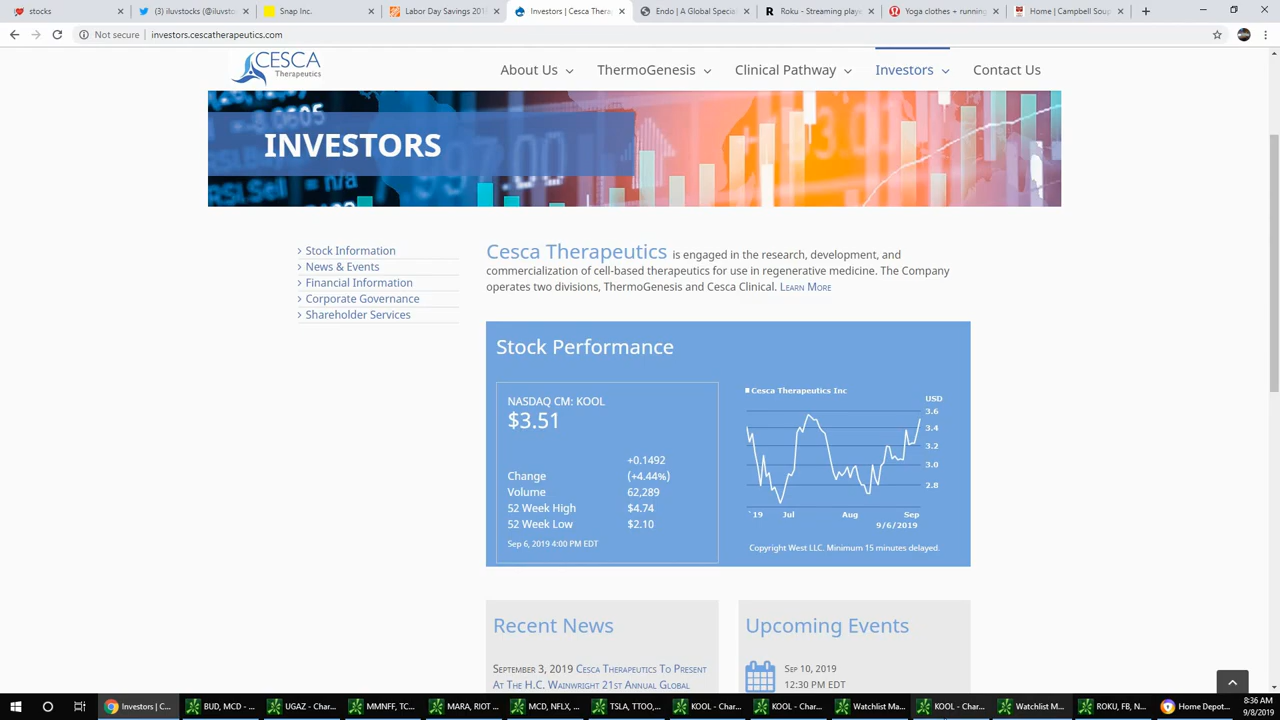 stocks
(3) iluvstocks (@iluvsto
Snap Inc.
Labor Day Savings 201
Investors | Cesca Thera
Endo | A Global Speci
Roku - Streaming play
Yoga clothes + running
Home | Campbell Soup
Not secure
investors.cescatherapeutics.com
CESCA
Therapeutics
About Us
ThermoGenesis
Clinical Pathway
Investors
Contact Us
INVESTORS
Stock Information
News & Events
Financial Information
Corporate Governance
Shareholder Services
Cesca Therapeutics is engaged in the research, development, and
commercialization of cell-based therapeutics for use in regenerative medicine. The Company
operates two divisions, ThermoGenesis and Cesca Clinical. Learn More
Stock Performance
NASDAQ CM: KOOL
$3.51
Change +0.1492 (+4.44%)
Volume 62,289
52 Week High $4.74
52 Week Low $2.10
Sep 6, 2019 4:00 PM EDT
Cesca Therapeutics Inc
USD
3.6
3.4
3.2
3.0
2.8
`19 Jul Aug Sep
9/6/2019
Copyright West LLC. Minimum 15 minutes delayed.
Recent News
September 3, 2019 Cesca Therapeutics To Present
At The H.C. Wainwright 21st Annual Global
Upcoming Events
Sep 10, 2019
12:30 PM EDT
Investors | C...
BUD, MCD - ...
UGAZ - Char...
MMNFF, TC...
MARA, RIOT ...
MCD, NFLX, ...
TSLA, TTOO,...
KOOL - Char...
KOOL - Char...
Watchlist Ma...
KOOL - Char...
Watchlist M...
ROKU, FB, N...
Home Depot...
8:36 AM
9/8/2019